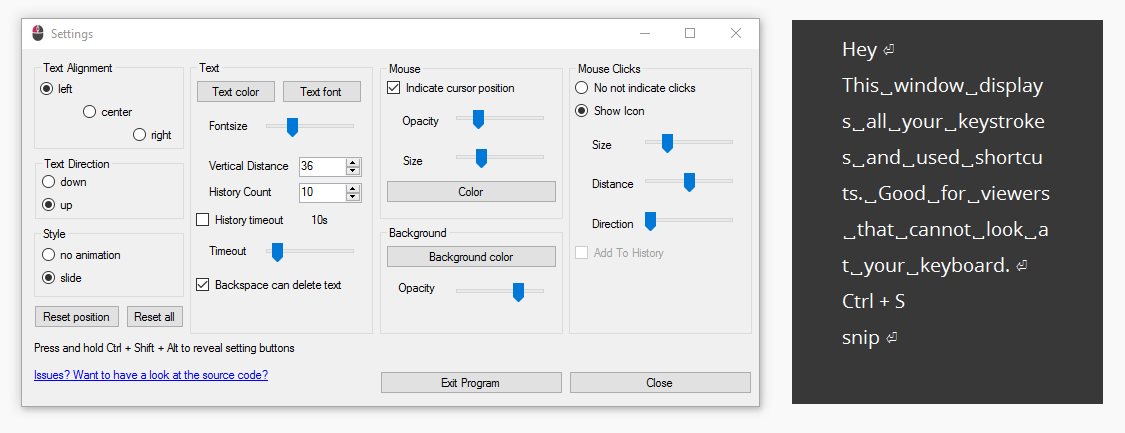 Settings
Text Alignment
left
center
right
Text Direction
down
up
Style
no animation
slide
Reset position
Reset all
Text
Text color
Text font
Fontsize
Vertical Distance 36
History Count 10
History timeout 10s
Timeout
Backspace can delete text
Mouse
Indicate cursor position
Opacity
Size
Color
Background
Background color
Opacity
Mouse Clicks
No not indicate clicks
Show Icon
Size
Distance
Direction
Add To History
Press and hold Ctrl + Shift + Alt to reveal setting buttons
Issues? Want to have a look at the source code?
Exit Program
Close
Hey ⏎
This␣window␣display
s␣all␣your␣keystroke
s␣and␣used␣shortcu
ts.␣Good␣for␣viewers
␣that␣cannot␣look␣a
t␣your␣keyboard. ⏎
Ctrl + S
snip ⏎